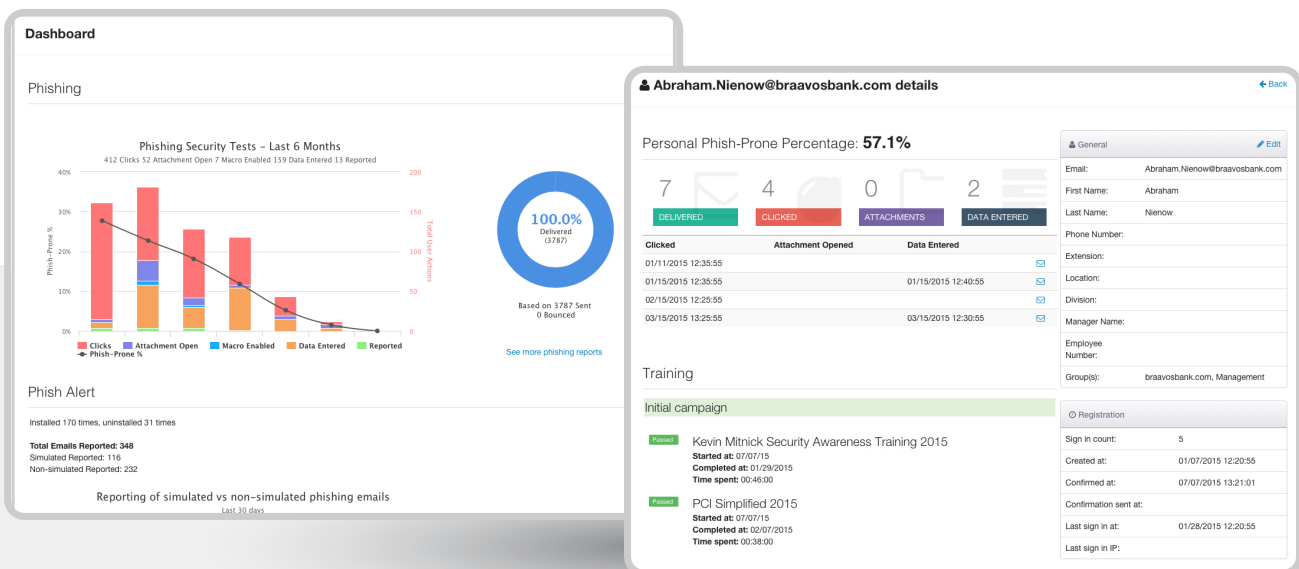 Dashboard
Phishing
Phishing Security Tests – Last 6 Months
412 Clicks 52 Attachment Open 7 Macro Enabled 159 Data Entered 13 Reported
40%
30%
20%
10%
0%
Phish-Prone %
200
150
100
50
0
Total User Actions
Clicks Attachment Open Macro Enabled Data Entered Reported
Phish-Prone %
100.0%
Delivered
(3787)
Based on 3787 Sent
0 Bounced
See more phishing reports
Phish Alert
Installed 170 times, uninstalled 31 times
Total Emails Reported: 348
Simulated Reported: 116
Non-simulated Reported: 232
Reporting of simulated vs non-simulated phishing emails
Last 30 days
Abraham.Nienow@braavosbank.com details
Back
Personal Phish-Prone Percentage: 57.1%
7 4 0 2
DELIVERED CLICKED ATTACHMENTS DATA ENTERED
Clicked Attachment Opened Data Entered
01/11/2015 12:35:55
01/15/2015 12:35:55 01/15/2015 12:40:55
02/15/2015 12:25:55
03/15/2015 13:25:55 03/15/2015 12:30:55
Training
Initial campaign
Passed Kevin Mitnick Security Awareness Training 2015
Started at: 07/07/15
Completed at: 01/29/2015
Time spent: 00:46:00
Passed PCI Simplified 2015
Started at: 07/07/15
Completed at: 02/07/2015
Time spent: 00:38:00
General Edit
Email: Abraham.Nienow@braavosbank.com
First Name: Abraham
Last Name: Nienow
Phone Number:
Extension:
Location:
Division:
Manager Name:
Employee
Number:
Group(s): braavosbank.com, Management
Registration
Sign in count: 5
Created at: 01/07/2015 12:20:55
Confirmed at: 07/07/2015 13:21:01
Confirmation sent at:
Last sign in at: 01/28/2015 12:20:55
Last sign in IP: